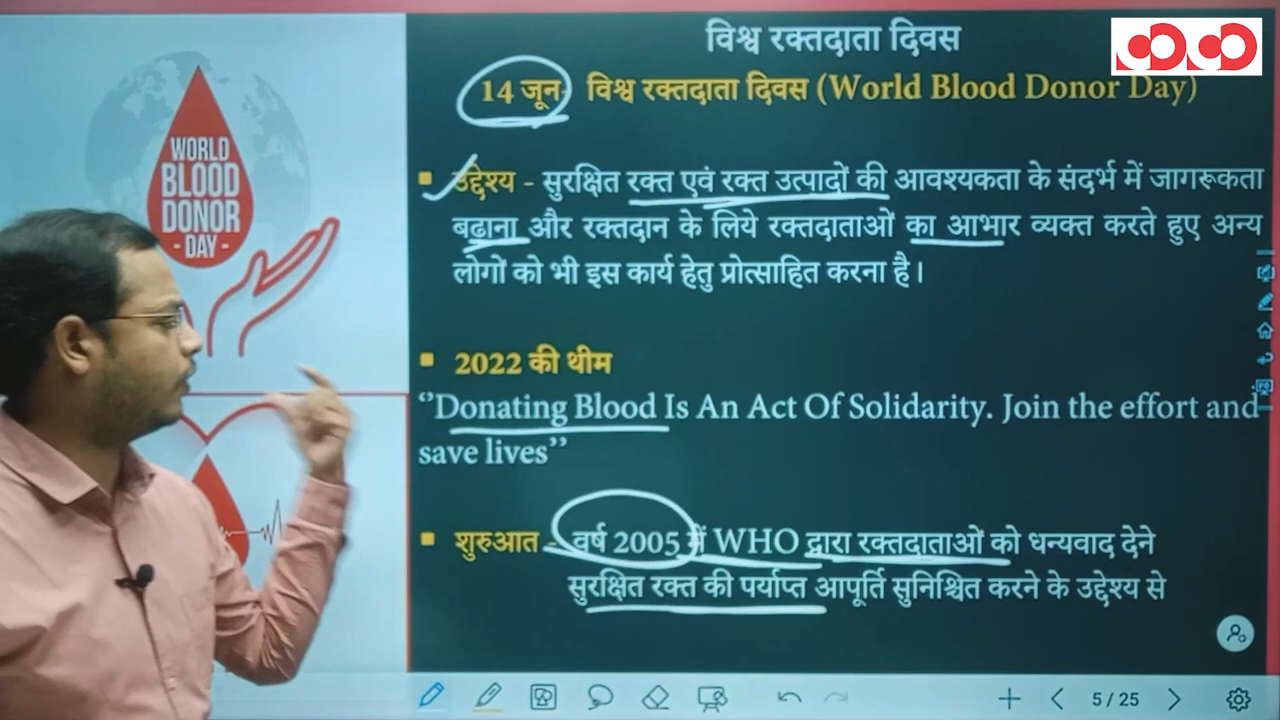 विश्व रक्तदाता दिवस
14 जून विश्व रक्तदाता दिवस (World Blood Donor Day)
WORLD
BLOOD
DONOR
- DAY -
उद्देश्य - सुरक्षित रक्त एवं रक्त उत्पादों की आवश्यकता के संदर्भ में जागरूकता
बढ़ाना और रक्तदान के लिये रक्तदाताओं का आभार व्यक्त करते हुए अन्य
लोगों को भी इस कार्य हेतु प्रोत्साहित करना है।
2022 की थीम
"Donating Blood Is An Act Of Solidarity. Join the effort and
save lives"
शुरुआत - वर्ष 2005 में WHO द्वारा रक्तदाताओं को धन्यवाद देने
सुरक्षित रक्त की पर्याप्त आपूर्ति सुनिश्चित करने के उद्देश्य से
5 / 25